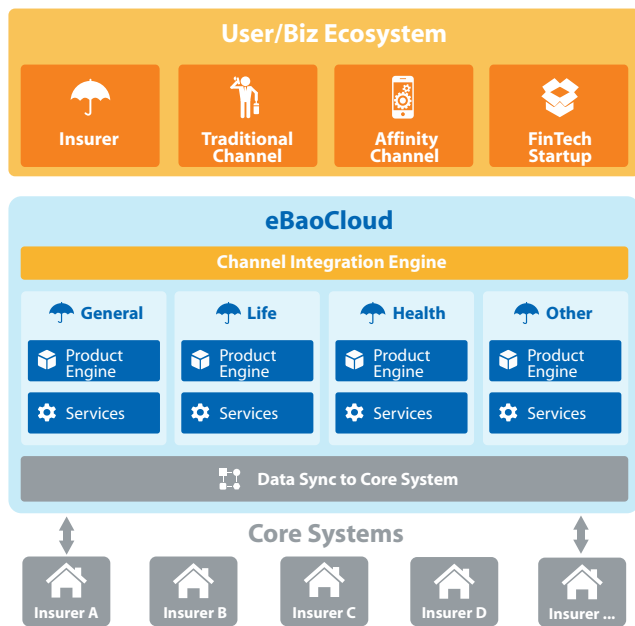 User/Biz Ecosystem
Insurer
Traditional
Channel
Affinity
Channel
FinTech
Startup
eBaoCloud
Channel Integration Engine
General
Life
Health
Other
Product
Engine
Product
Engine
Product
Engine
Product
Engine
Services
Services
Services
Services
Data Sync to Core System
Core Systems
Insurer A
Insurer B
Insurer C
Insurer D
Insurer ...